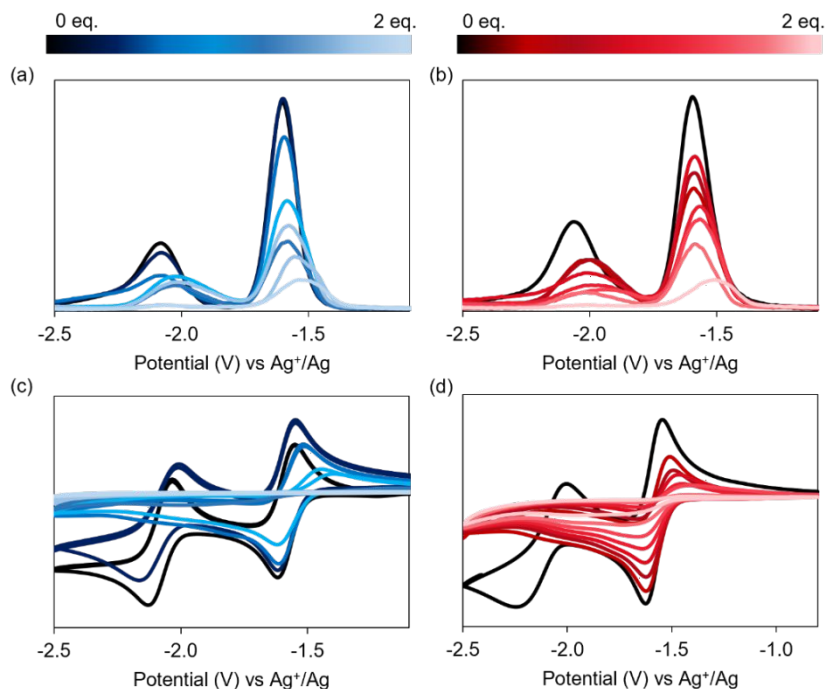 0 eq. 2 eq.
0 eq. 2 eq.
(a)
(b)
-2.5 -2.0 -1.5
Potential (V) vs Ag⁺/Ag
-2.5 -2.0 -1.5
Potential (V) vs Ag⁺/Ag
(c)
(d)
-2.5 -2.0 -1.5
Potential (V) vs Ag⁺/Ag
-2.5 -2.0 -1.5 -1.0
Potential (V) vs Ag⁺/Ag